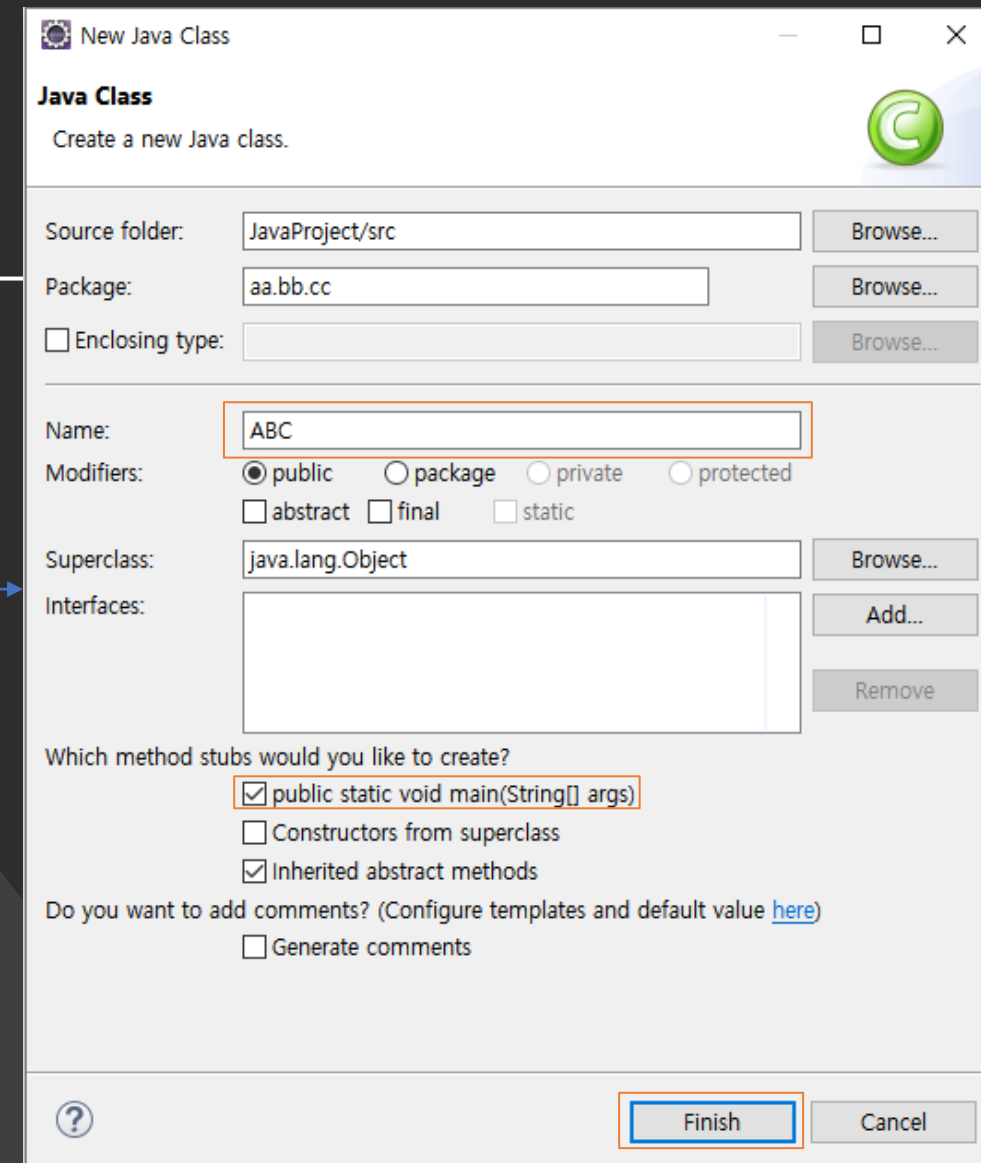 New Java Class
Java Class
Create a new Java class.
Source folder: JavaProject/src Browse...
Package: aa.bb.cc Browse...
Enclosing type: Browse...
Name: ABC
Modifiers: public package private protected
abstract final static
Superclass: java.lang.Object Browse...
Interfaces: Add...
Remove
Which method stubs would you like to create?
public static void main(String[] args)
Constructors from superclass
Inherited abstract methods
Do you want to add comments? (Configure templates and default value here)
Generate comments
Finish Cancel